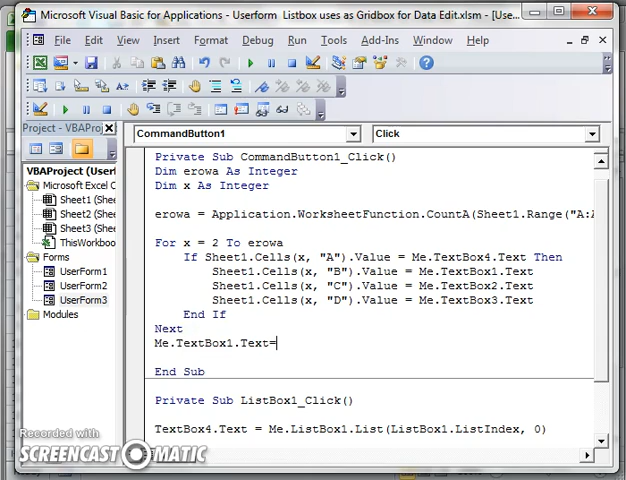 Microsoft Visual Basic for Applications - Userform Listbox uses as Gridbox for Data Edit.xlsm - [Use...
File Edit View Insert Format Debug Run Tools Add-Ins Window Help
Project - VBAProj
CommandButton1
Click
VBAProject (Userf
Microsoft Excel C
Sheet1 (Shee
Sheet2 (Shee
Sheet3 (Shee
ThisWorkboo
Forms
UserForm1
UserForm2
UserForm3
Modules
Private Sub CommandButton1_Click()
Dim erowa As Integer
Dim x As Integer
erowa = Application.WorksheetFunction.CountA(Sheet1.Range("A:A
For x = 2 To erowa
If Sheet1.Cells(x, "A").Value = Me.TextBox4.Text Then
Sheet1.Cells(x, "B").Value = Me.TextBox1.Text
Sheet1.Cells(x, "C").Value = Me.TextBox2.Text
Sheet1.Cells(x, "D").Value = Me.TextBox3.Text
End If
Next
Me.TextBox1.Text=
End Sub
Private Sub ListBox1_Click()
TextBox4.Text = Me.ListBox1.List(ListBox1.ListIndex, 0)
Recorded with
SCREENCAST MATIC